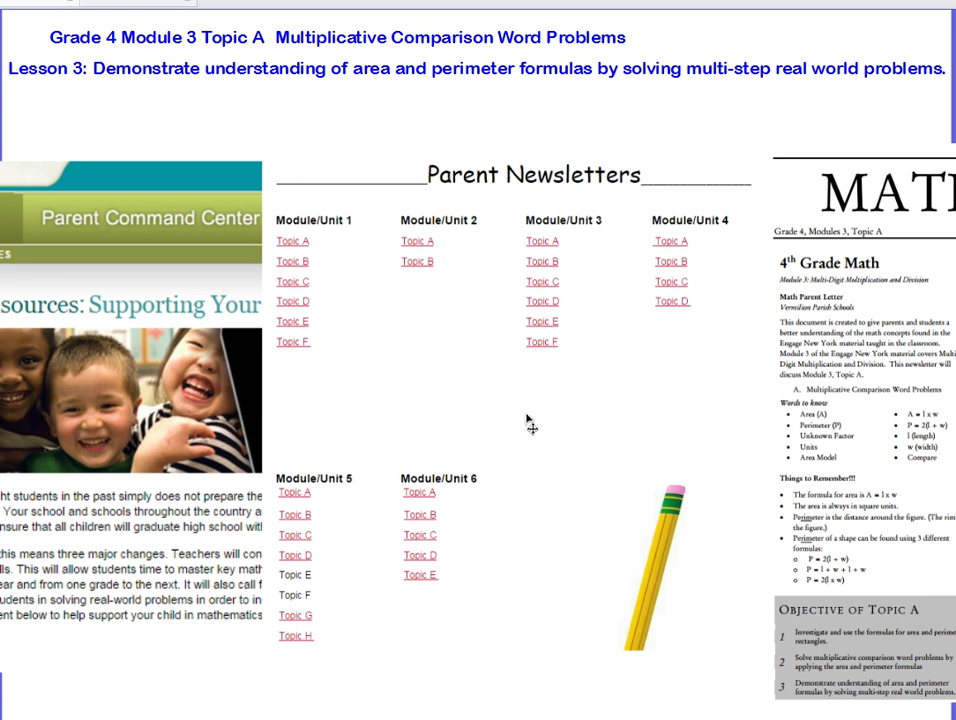 Grade 4 Module 3 Topic A Multiplicative Comparison Word Problems
Lesson 3: Demonstrate understanding of area and perimeter formulas by solving multi-step real world problems.
Parent Command Center
ES
sources: Supporting Your
ht students in the past simply does not prepare the
Your school and schools throughout the country a
nsure that all children will graduate high school wit
this means three major changes. Teachers will con
lls. This will allow students time to master key math
ear and from one grade to the next. It will also call f
udents in solving real-world problems in order to in
ent below to help support your child in mathematics
Parent Newsletters
Module/Unit 1
Topic A
Topic B
Topic C
Topic D
Topic E
Topic F
Module/Unit 2
Topic A
Topic B
Module/Unit 3
Topic A
Topic B
Topic C
Topic D
Topic E
Topic F
Module/Unit 4
Topic A
Topic B
Topic C
Topic D
Module/Unit 5
Topic A
Topic B
Topic C
Topic D
Topic E
Topic F
Topic G
Topic H
Module/Unit 6
Topic A
Topic B
Topic C
Topic D
Topic E
MAT
Grade 4, Modules 3, Topic A
4th Grade Math
Module 3: Multi-Digit Multiplication and Division
Math Parent Letter
Vermilion Parish Schools
This document is created to give parents and students a
better understanding of the math concepts found in the
Engage New York material taught in the classroom.
Module 3 of the Engage New York material covers Multi
Digit Multiplication and Division. This newsletter will
discuss Module 3, Topic A.
A. Multiplicative Comparison Word Problems
Words to know
• Area (A)
• Perimeter (P)
• Unknown Factor
• Units
• Area Model
• A = l x w
• P = 2(l + w)
• l (length)
• w (width)
• Compare
Things to Remember!!!
• The formula for area is A = l x w
• The area is always in square units.
• Perimeter is the distance around the figure. (The rim
the figure.)
• Perimeter of a shape can be found using 3 different
formulas:
o P = 2(l + w)
o P = l + w + l + w
o P = 2(l x w)
OBJECTIVE OF TOPIC A
1 Investigate and use the formulas for area and perime
rectangles.
2 Solve multiplicative comparison word problems by
applying the area and perimeter formulas
3 Demonstrate understanding of area and perimeter
formulas by solving multi-step real world problems.